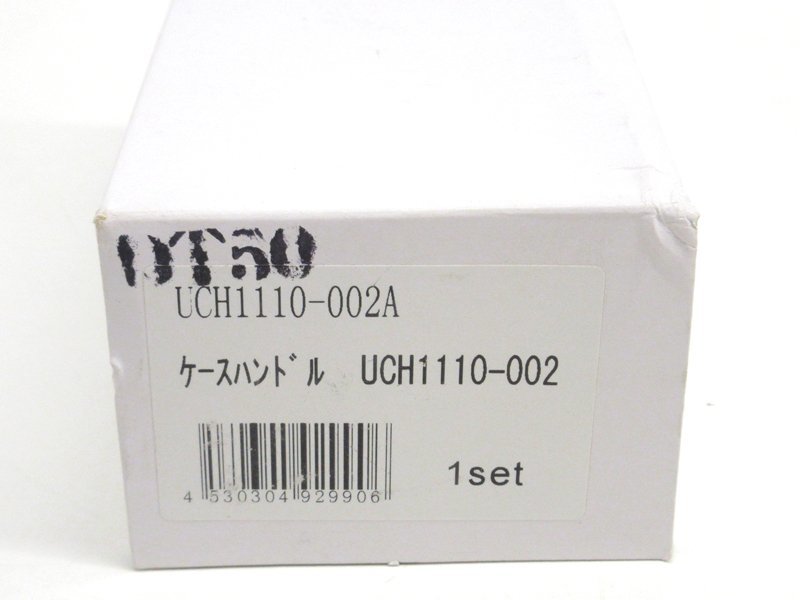 DT50
UCH1110-002A
ｹｰｽﾊﾝﾄﾞﾙ UCH1110-002
1set
4 530304 929906